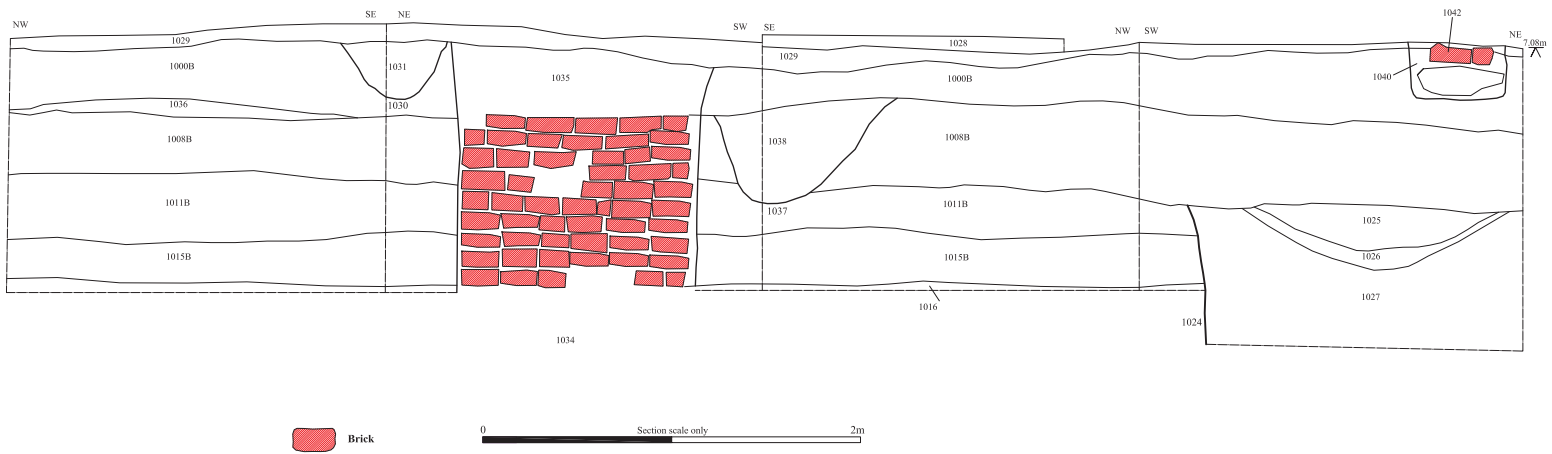 NW
SE NE
SW SE
NW SW
NE
1042
7.08m
1029
1028
1029
1000B
1031
1035
1000B
1040
1036
1030
1008B
1038
1008B
1011B
1037
1011B
1025
1015B
1015B
1026
1027
1016
1024
1034
Brick
0 Section scale only 2m